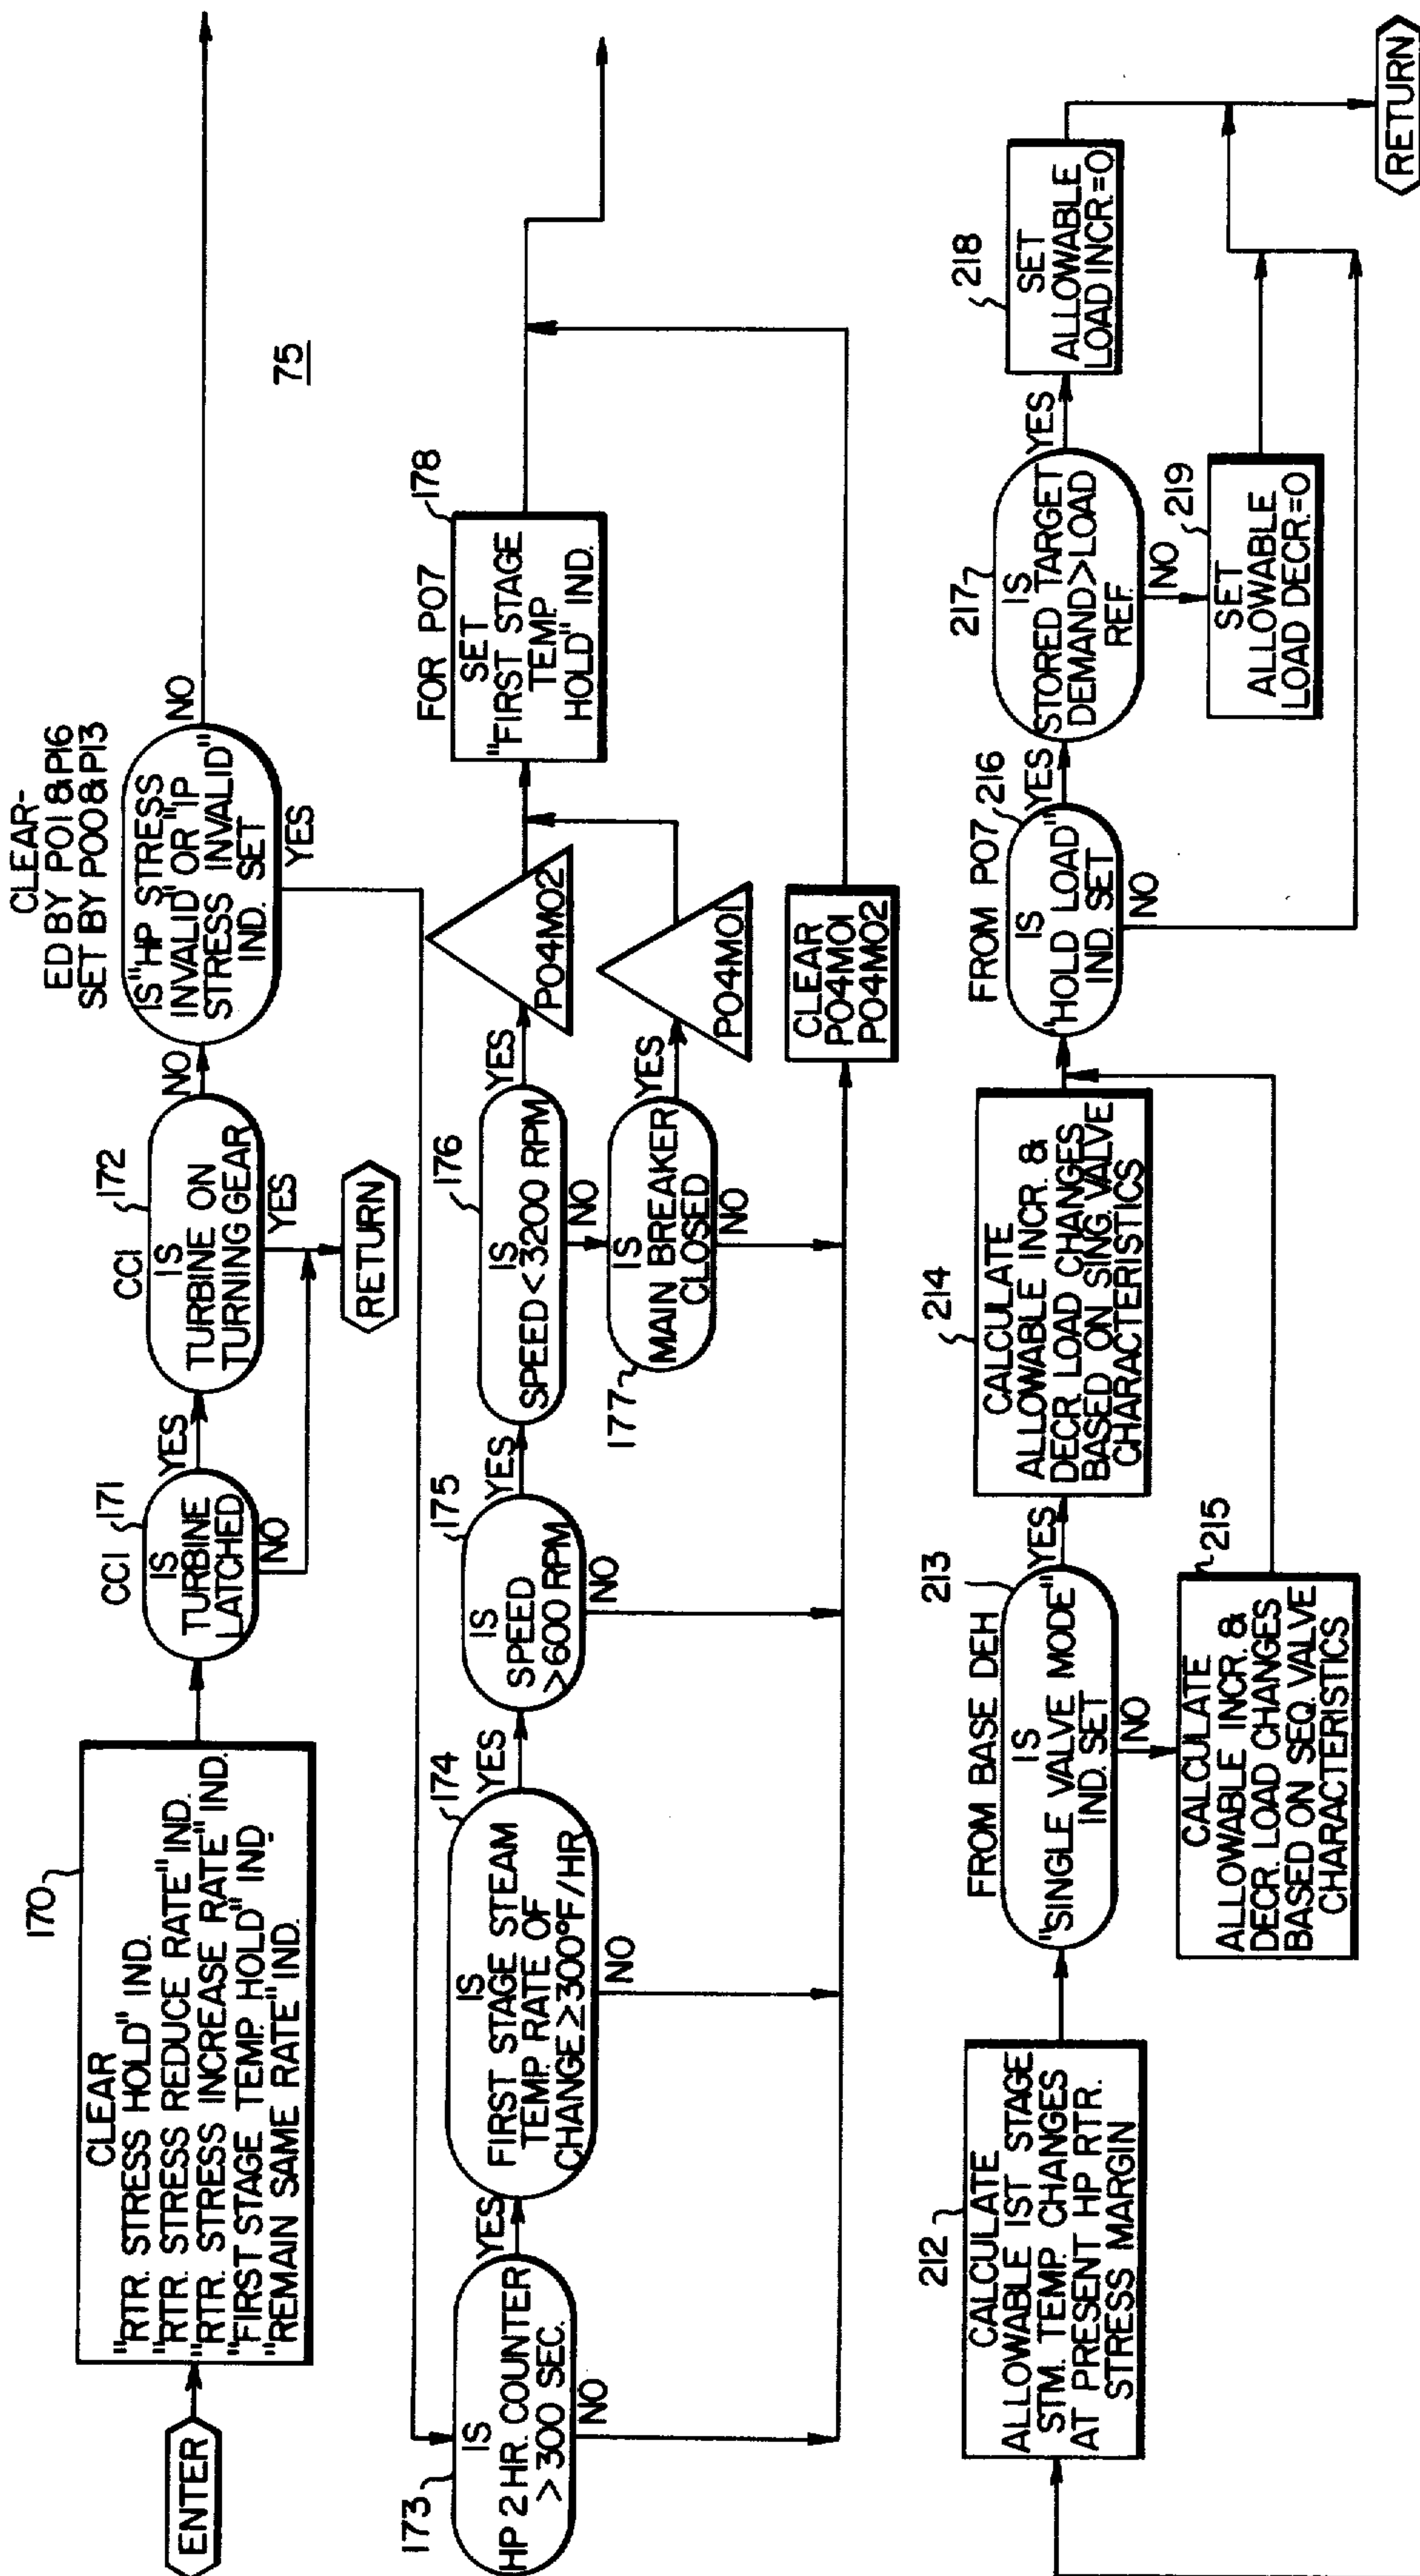 ENTER
170
CLEAR
"RTR. STRESS HOLD" IND.
"RTR. STRESS REDUCE RATE" IND.
"RTR. STRESS INCREASE RATE" IND.
"FIRST STAGE TEMP. HOLD" IND.
"REMAIN SAME RATE" IND.
CCI
171
IS
TURBINE
LATCHED
YES
NO
CCI
172
IS
TURBINE ON
TURNING GEAR
NO
YES
RETURN
CLEAR-
ED BY P01 & P16
SET BY P00 & P13
IS "HP STRESS
INVALID" OR "IP
STRESS INVALID"
IND. SET
NO
YES
75
173
IS
HP 2 HR. COUNTER
> 300 SEC.
YES
NO
174
IS
FIRST STAGE STEAM
TEMP. RATE OF
CHANGE ≥ 300°F/HR
YES
NO
175
IS
SPEED
>600 RPM
YES
NO
176
IS
SPEED < 3200 RPM
YES
NO
177
IS
MAIN BREAKER
CLOSED
YES
NO
P04M02
P04M01
CLEAR
P04M01
P04M02
FOR P07
178
SET
"FIRST STAGE
TEMP.
HOLD" IND.
212
CALCULATE
ALLOWABLE 1ST STAGE
STM. TEMP. CHANGES
AT PRESENT HP RTR.
STRESS MARGIN
FROM BASE DEH
213
IS
"SINGLE VALVE MODE"
IND. SET
YES
NO
214
CALCULATE
ALLOWABLE INCR. &
DECR. LOAD CHANGES
BASED ON SING. VALVE
CHARACTERISTICS
215
CALCULATE
ALLOWABLE INCR. &
DECR. LOAD CHANGES
BASED ON SEQ. VALVE
CHARACTERISTICS
FROM P07
216
IS
"HOLD LOAD"
IND. SET
YES
NO
217
IS
STORED TARGET
DEMAND > LOAD
REF.
YES
NO
218
SET
ALLOWABLE
LOAD INCR.=0
219
SET
ALLOWABLE
LOAD DECR.=0
RETURN